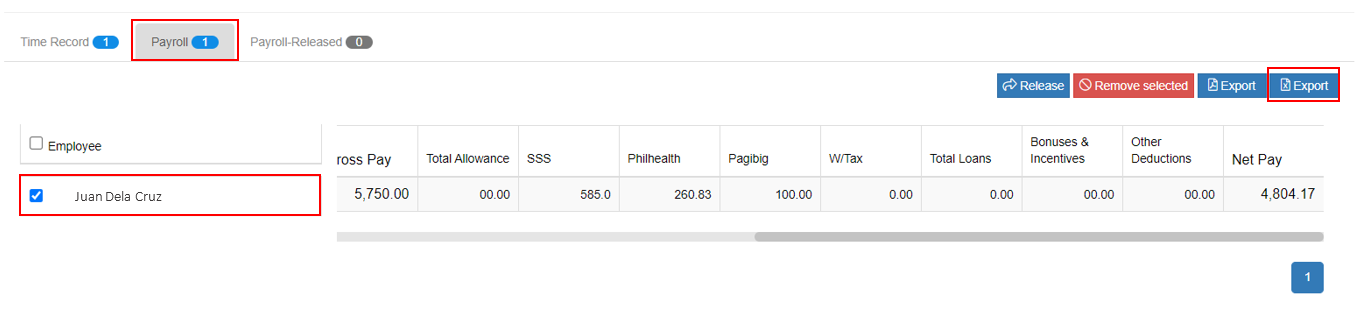 Time Record 1 Payroll 1 Payroll-Released 0
Release Remove selected Export Export
Employee ross Pay Total Allowance SSS Philhealth Pagibig W/Tax Total Loans Bonuses & Incentives Other Deductions Net Pay
Juan Dela Cruz 5,750.00 00.00 585.0 260.83 100.00 0.00 0.00 00.00 00.00 4,804.17
1